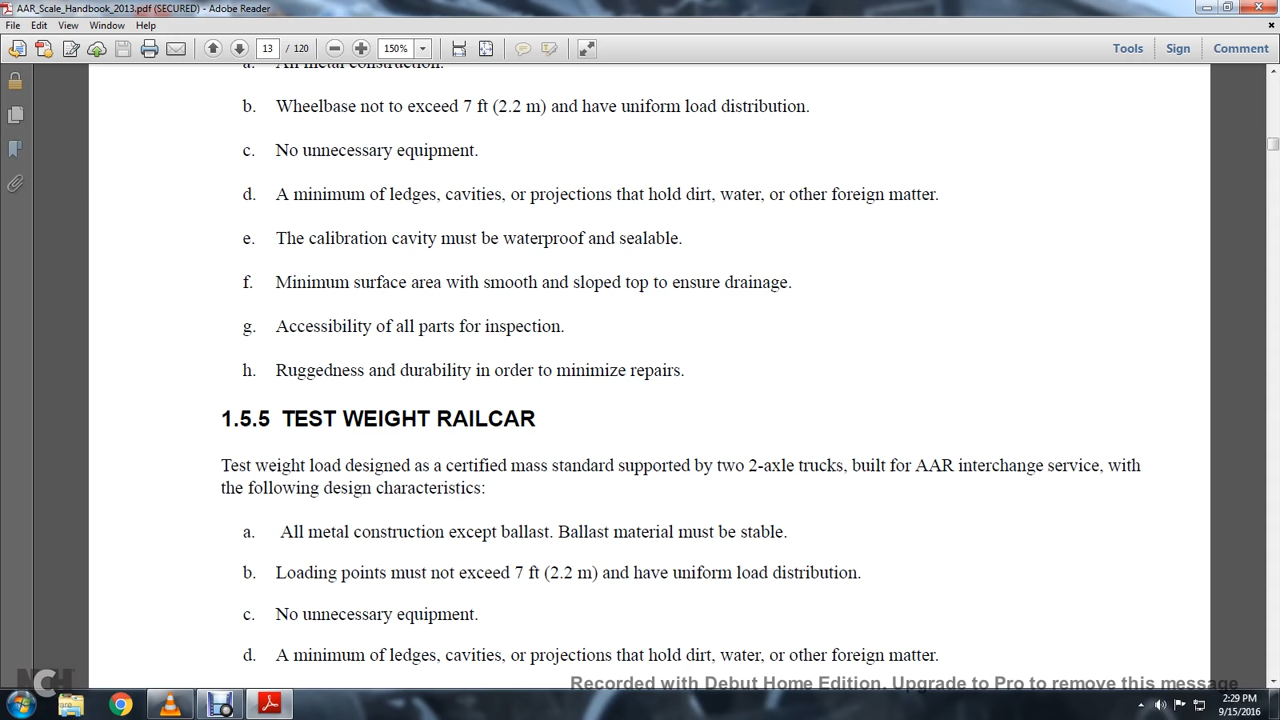 AAR_Scale_Handbook_2013.pdf (SECURED) - Adobe Reader
File Edit View Window Help
13 / 120 150% Tools Sign Comment
a. All metal construction.
b. Wheelbase not to exceed 7 ft (2.2 m) and have uniform load distribution.
c. No unnecessary equipment.
d. A minimum of ledges, cavities, or projections that hold dirt, water, or other foreign matter.
e. The calibration cavity must be waterproof and sealable.
f. Minimum surface area with smooth and sloped top to ensure drainage.
g. Accessibility of all parts for inspection.
h. Ruggedness and durability in order to minimize repairs.
1.5.5 TEST WEIGHT RAILCAR
Test weight load designed as a certified mass standard supported by two 2-axle trucks, built for AAR interchange service, with
the following design characteristics:
a. All metal construction except ballast. Ballast material must be stable.
b. Loading points must not exceed 7 ft (2.2 m) and have uniform load distribution.
c. No unnecessary equipment.
d. A minimum of ledges, cavities, or projections that hold dirt, water, or other foreign matter.
NCH
Recorded with Debut Home Edition. Upgrade to Pro to remove this message
2:29 PM
9/15/2016